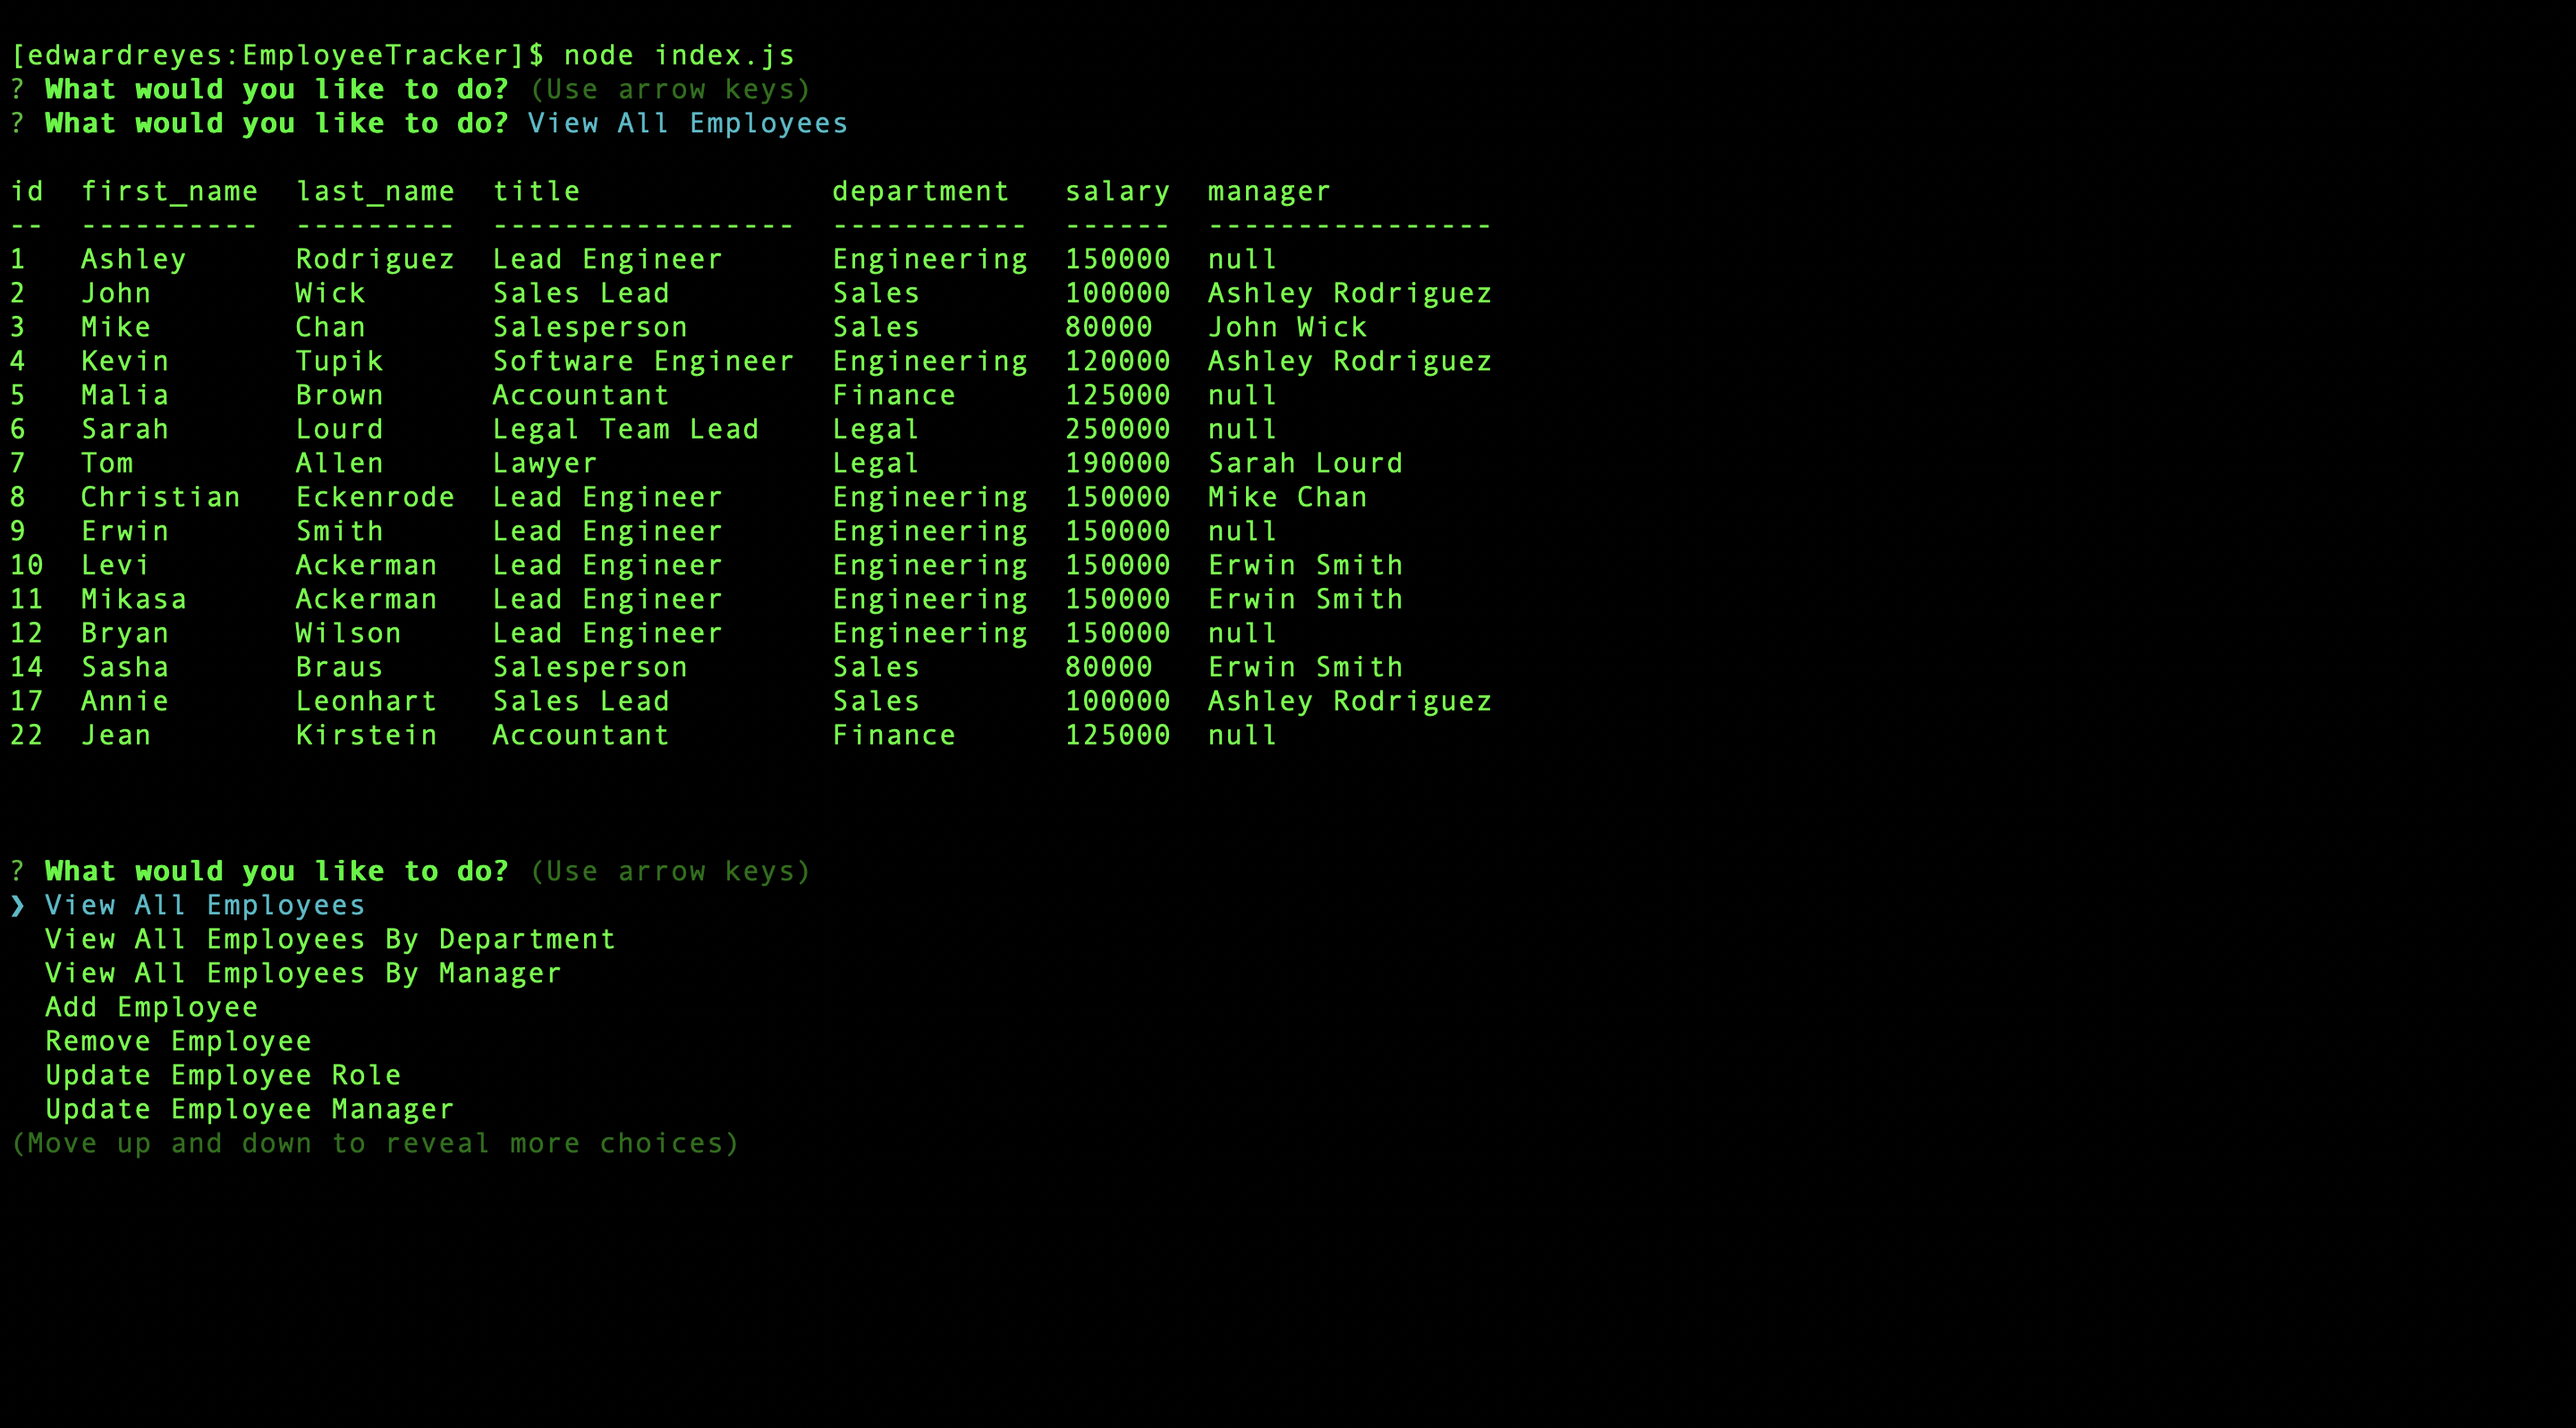 [edwardreyes:EmployeeTracker]$ node index.js
? What would you like to do? (Use arrow keys)
? What would you like to do? View All Employees
id  first_name  last_name  title              department   salary  manager
--  ----------  ---------  -----------------  -----------  ------  ----------------
1   Ashley      Rodriguez  Lead Engineer      Engineering  150000  null
2   John        Wick       Sales Lead         Sales        100000  Ashley Rodriguez
3   Mike        Chan       Salesperson        Sales        80000   John Wick
4   Kevin       Tupik      Software Engineer  Engineering  120000  Ashley Rodriguez
5   Malia       Brown      Accountant         Finance      125000  null
6   Sarah       Lourd      Legal Team Lead    Legal        250000  null
7   Tom         Allen      Lawyer             Legal        190000  Sarah Lourd
8   Christian   Eckenrode  Lead Engineer      Engineering  150000  Mike Chan
9   Erwin       Smith      Lead Engineer      Engineering  150000  null
10  Levi        Ackerman   Lead Engineer      Engineering  150000  Erwin Smith
11  Mikasa      Ackerman   Lead Engineer      Engineering  150000  Erwin Smith
12  Bryan       Wilson     Lead Engineer      Engineering  150000  null
14  Sasha       Braus      Salesperson        Sales        80000   Erwin Smith
17  Annie       Leonhart   Sales Lead         Sales        100000  Ashley Rodriguez
22  Jean        Kirstein   Accountant         Finance      125000  null
? What would you like to do? (Use arrow keys)
❯ View All Employees
  View All Employees By Department
  View All Employees By Manager
  Add Employee
  Remove Employee
  Update Employee Role
  Update Employee Manager
(Move up and down to reveal more choices)